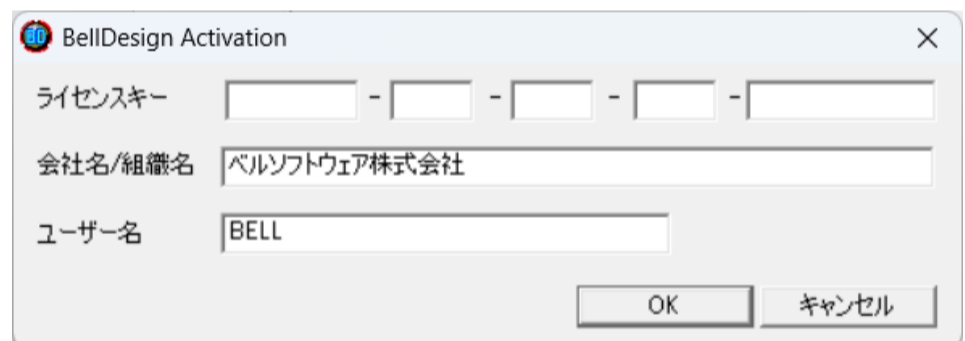 BellDesign Activation
ライセンスキー - - - -
会社名/組織名 ベルソフトウェア株式会社
ユーザー名 BELL
OK キャンセル